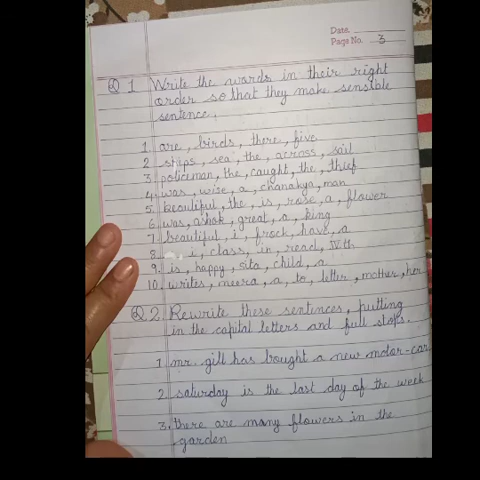 Date
Page No. 3
Q 1 Write the words in their right
order so that they make sensible
sentence.
1. are, birds, there, five
2. ships, sea, the, across, sail
3. policeman, the, caught, the, thief
4. was, wise, a, chanakya, man
5. beautiful, the, is, rose, a, flower
6. was, ashok, great, a, king
7. beautiful, i, frock, have, a
8. i, class, in, read, IVth
9. is, happy, sita, child, a
10. writes, meera, a, to, letter, mother, her
Q 2 Rewrite these sentences, putting
in the capital letters and full stops.
1 mr. gill has bought a new motor-car.
2. saturday is the last day of the week
3. there are many flowers in the
garden